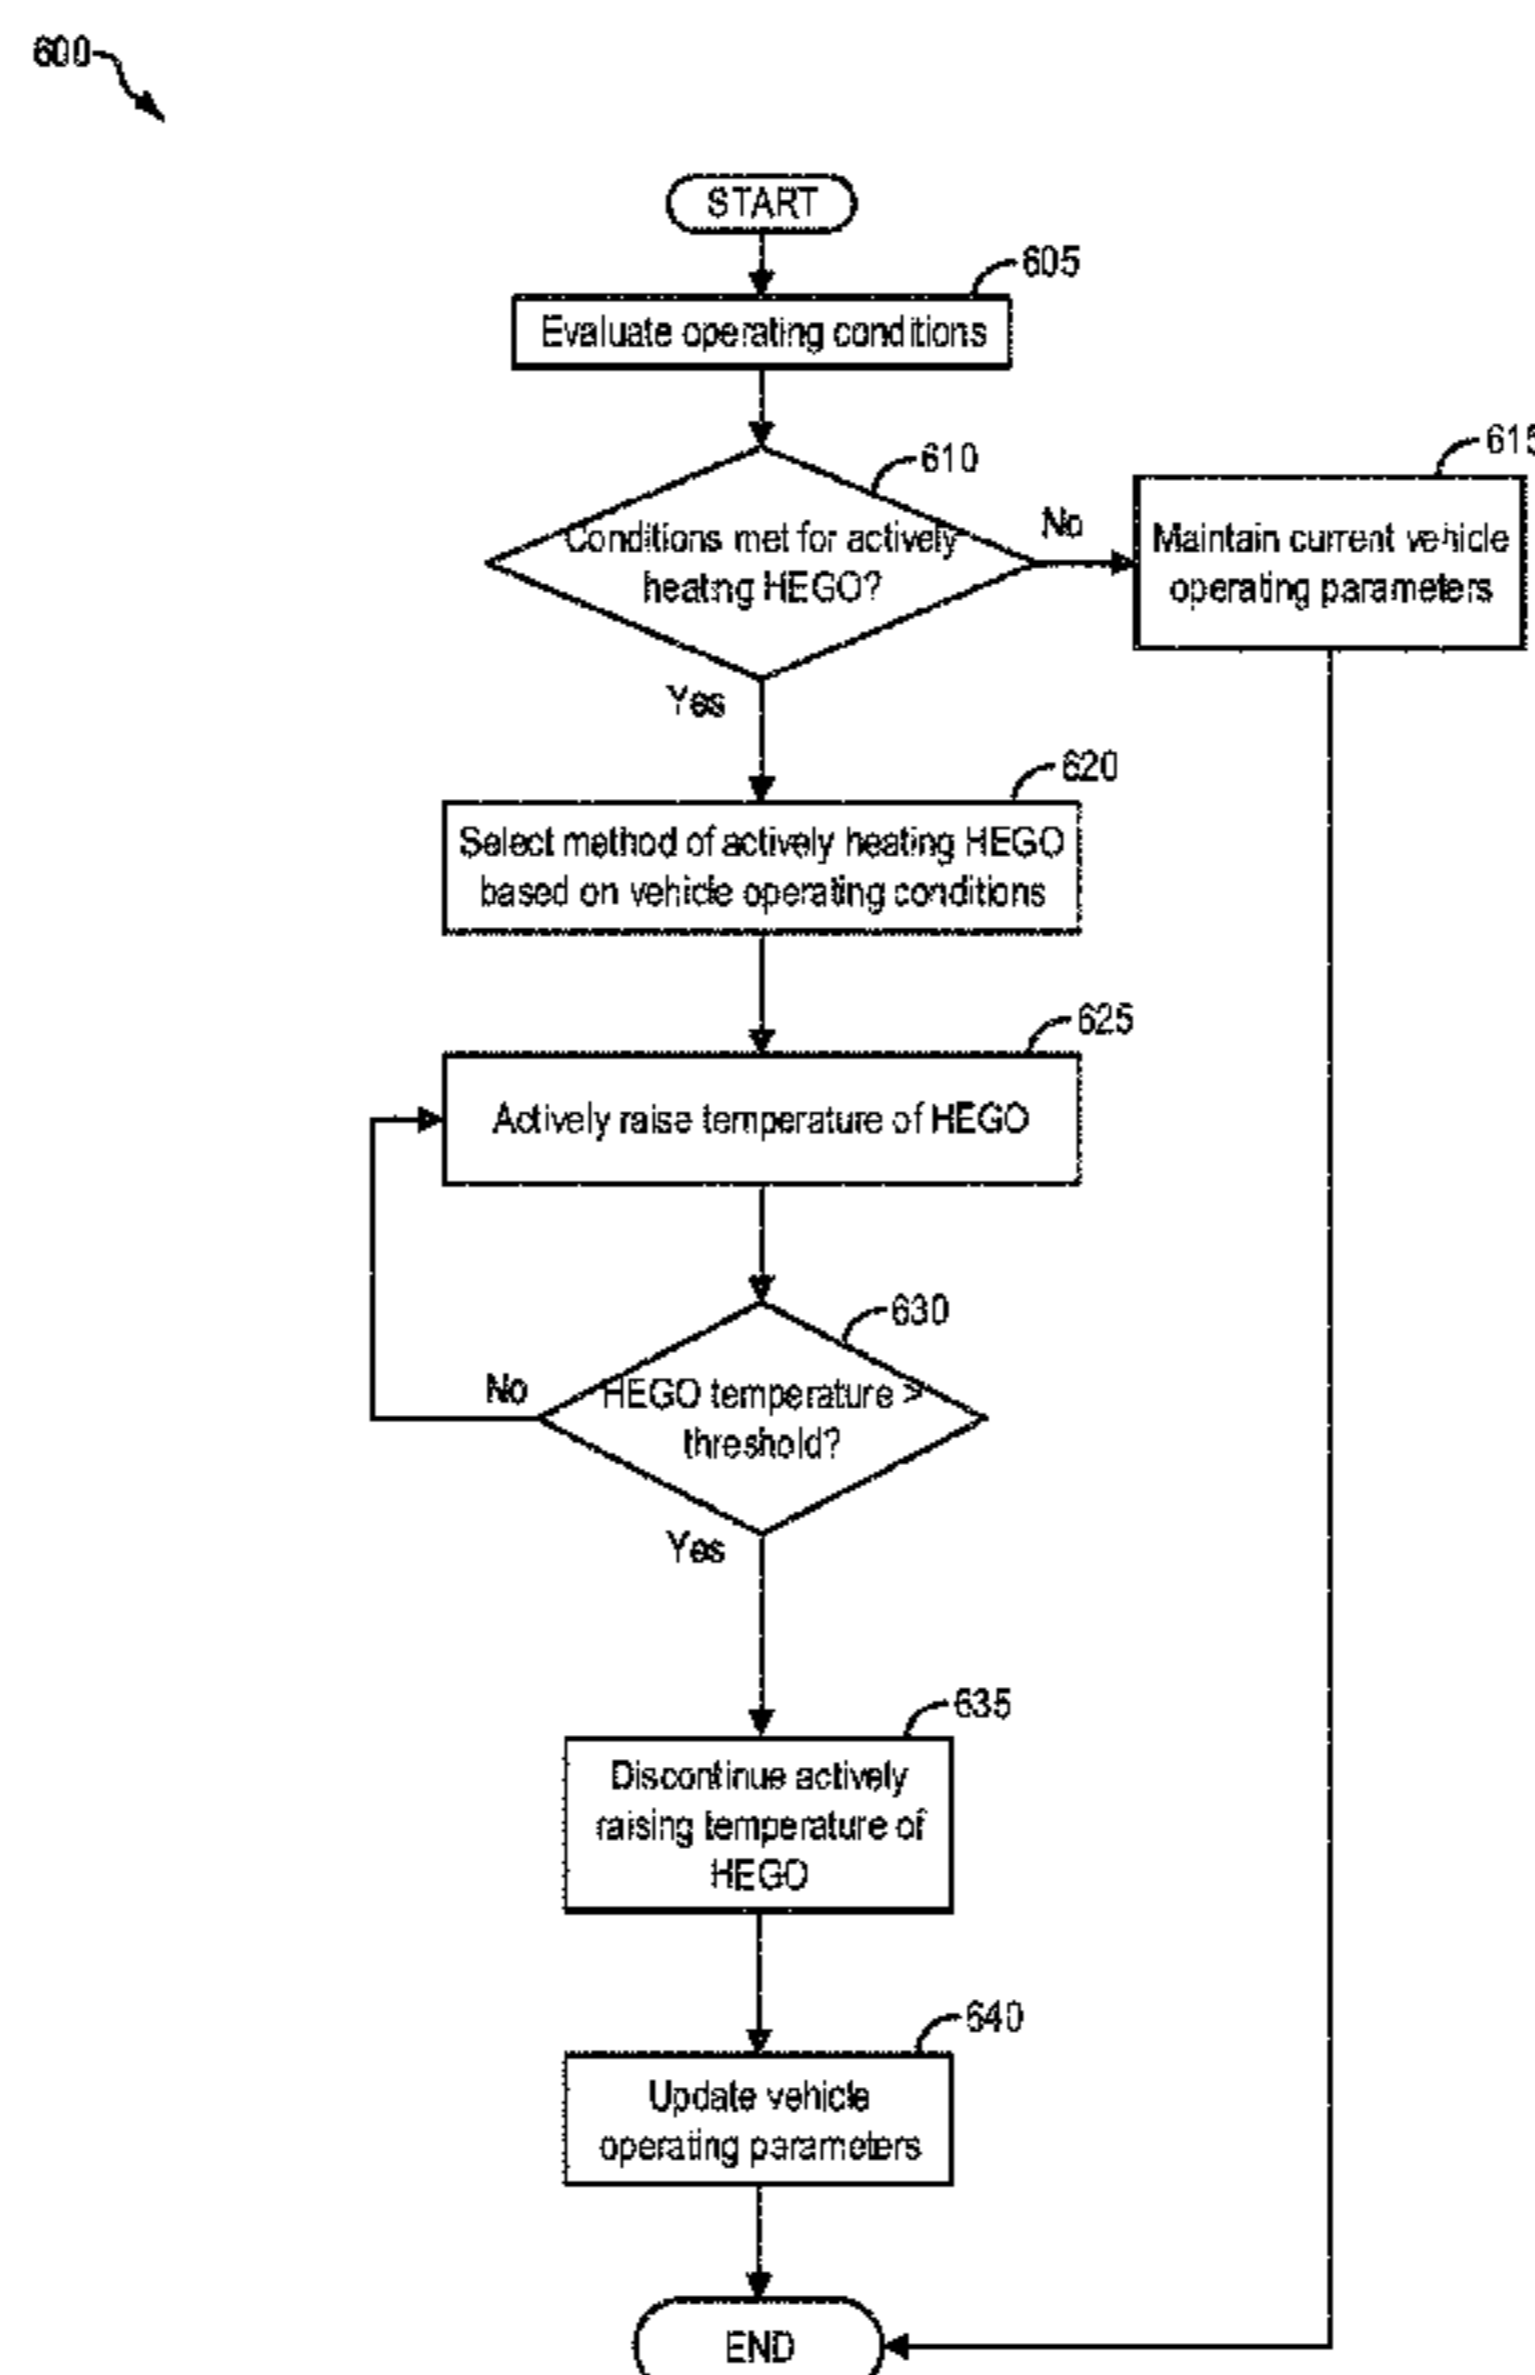 600
START
605
Evaluate operating conditions
610
Conditions met for actively
heating HEGO?
No
615
Maintain current vehicle
operating parameters
Yes
620
Select method of actively heating HEGO
based on vehicle operating conditions
625
Actively raise temperature of HEGO
630
HEGO temperature >
threshold?
No
Yes
635
Discontinue actively
raising temperature of
HEGO
640
Update vehicle
operating parameters
END